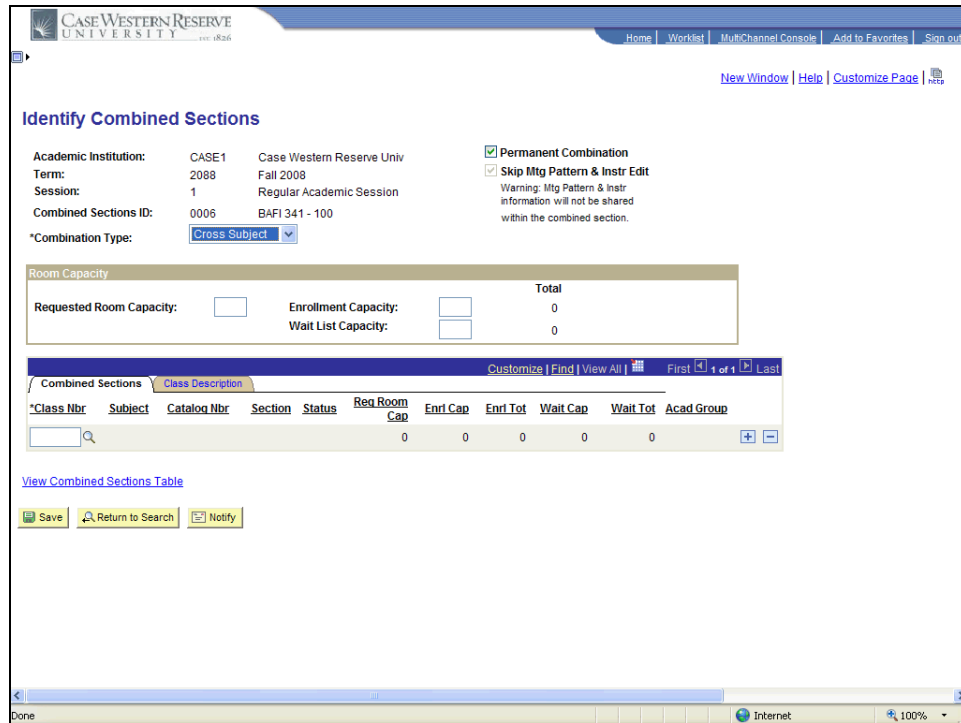 CASE WESTERN RESERVE
UNIVERSITY EST 1826
Home | Worklist | MultiChannel Console | Add to Favorites | Sign out
New Window | Help | Customize Page | http
Identify Combined Sections
Academic Institution: CASE1 Case Western Reserve Univ
Term: 2088 Fall 2008
Session: 1 Regular Academic Session
Combined Sections ID: 0006 BAFI 341 - 100
*Combination Type: Cross Subject
Permanent Combination
Skip Mtg Pattern & Instr Edit
Warning: Mtg Pattern & Instr
information will not be shared
within the combined section.
Room Capacity
Total
Requested Room Capacity: Enrollment Capacity: 0
Wait List Capacity: 0
Customize | Find | View All | First 1 of 1 Last
Combined Sections Class Description
*Class Nbr Subject Catalog Nbr Section Status Req Room Cap Enrl Cap Enrl Tot Wait Cap Wait Tot Acad Group
0 0 0 0 0
View Combined Sections Table
Save Return to Search Notify
Done Internet 100%